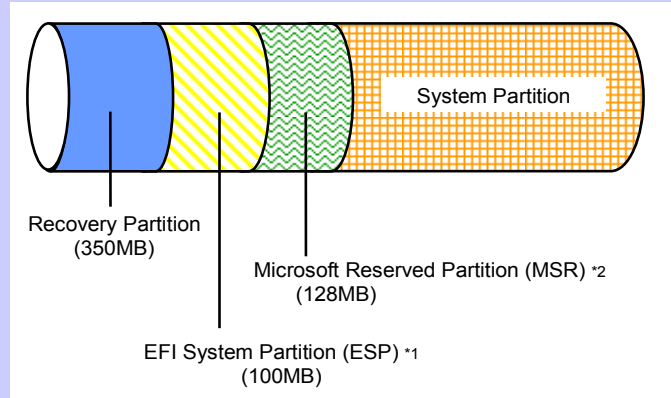 System Partition
Recovery Partition
(350MB)
Microsoft Reserved Partition (MSR) *2
(128MB)
EFI System Partition (ESP) *1
(100MB)